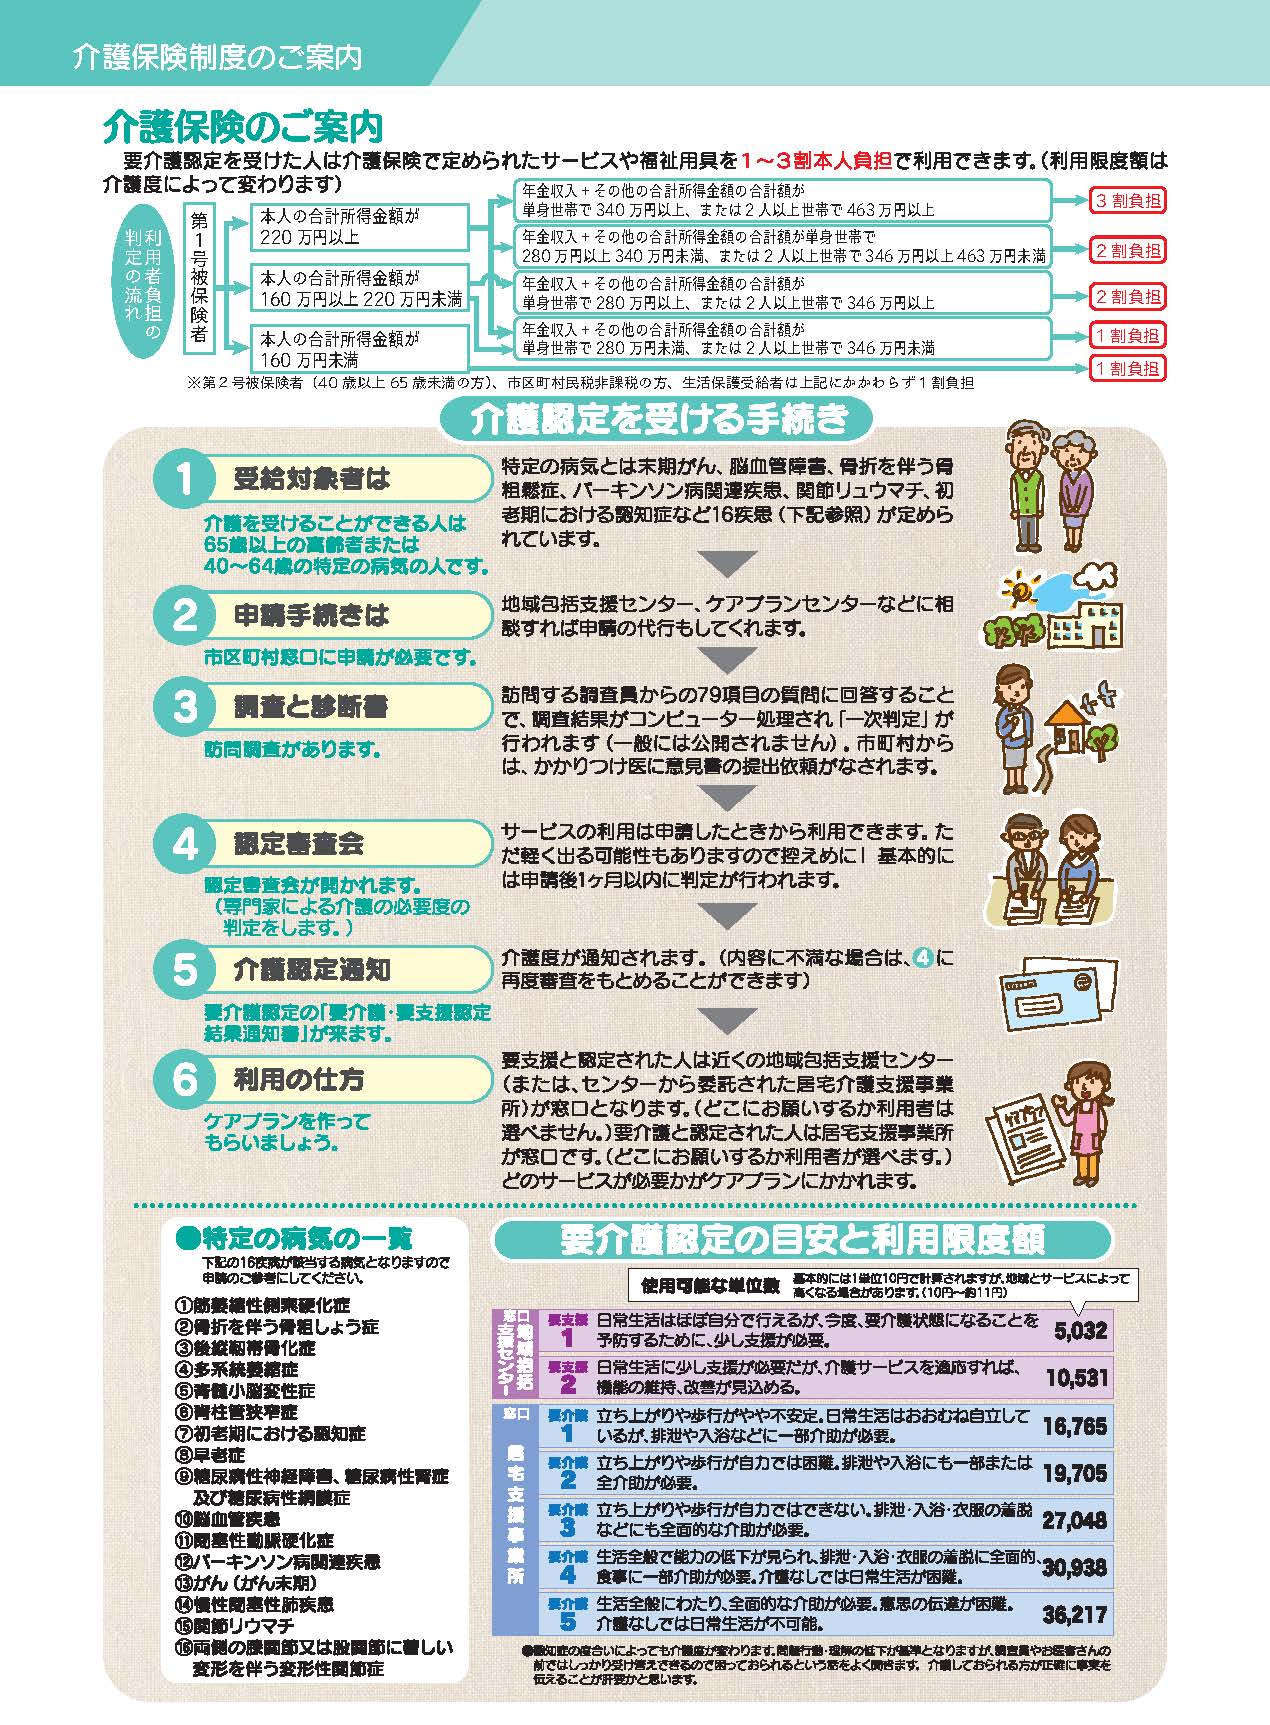 介護保険制度のご案内
介護保険のご案内
要介護認定を受けた人は介護保険で定められたサービスや福祉用具を1～3割本人負担で利用できます。（利用限度額は
介護度によって変わります）
利用者負担の
判定の流れ
第1号被保険者
本人の合計所得金額が
220万円以上
本人の合計所得金額が
160万円以上220万円未満
本人の合計所得金額が
160万円未満
年金収入＋その他の合計所得金額の合計額が
単身世帯で340万円以上、または2人以上世帯で463万円以上
3割負担
年金収入＋その他の合計所得金額の合計額が単身世帯で
280万円以上340万円未満、または2人以上世帯で346万円以上463万円未満
2割負担
年金収入＋その他の合計所得金額の合計額が
単身世帯で280万円以上、または2人以上世帯で346万円以上
2割負担
年金収入＋その他の合計所得金額の合計額が
単身世帯で280万円未満、または2人以上世帯で346万円未満
1割負担
1割負担
※第2号被保険者（40歳以上65歳未満の方）、市区町村民税非課税の方、生活保護受給者は上記にかかわらず1割負担
介護認定を受ける手続き
1 受給対象者は
介護を受けることができる人は
65歳以上の高齢者または
40～64歳の特定の病気の人です。
特定の病気とは末期がん、脳血管障害、骨折を伴う骨
粗鬆症、パーキンソン病関連疾患、関節リュウマチ、初
老期における認知症など16疾患（下記参照）が定めら
れています。
2 申請手続きは
市区町村窓口に申請が必要です。
地域包括支援センター、ケアプランセンターなどに相
談すれば申請の代行もしてくれます。
3 調査と診断書
訪問調査があります。
訪問する調査員からの79項目の質問に回答すること
で、調査結果がコンピューター処理され「一次判定」が
行われます（一般には公開されません）。市町村から
は、かかりつけ医に意見書の提出依頼がなされます。
4 認定審査会
認定審査会が開かれます。
（専門家による介護の必要度の
判定をします。）
サービスの利用は申請したときから利用できます。た
だ軽く出る可能性もありますので控えめに！基本的に
は申請後1ヶ月以内に判定が行われます。
5 介護認定通知
要介護認定の「要介護・要支援認定
結果通知書」が来ます。
介護度が通知されます。（内容に不満な場合は、4に
再度審査をもとめることができます）
6 利用の仕方
ケアプランを作って
もらいましょう。
要支援と認定された人は近くの地域包括支援センター
（または、センターから委託された居宅介護支援事業
所）が窓口となります。（どこにお願いするか利用者は
選べません。）要介護と認定された人は居宅支援事業所
が窓口です。（どこにお願いするか利用者が選べます。）
どのサービスが必要かがケアプランにかかれます。
ケアプラン
●特定の病気の一覧
下記の16疾病が該当する病気となりますので
申請のご参考にしてください。
①筋萎縮性側索硬化症
②骨折を伴う骨粗しょう症
③後縦靭帯骨化症
④多系統萎縮症
⑤脊髄小脳変性症
⑥脊柱管狭窄症
⑦初老期における認知症
⑧早老症
⑨糖尿病性神経障害、糖尿病性腎症
及び糖尿病性網膜症
⑩脳血管疾患
⑪閉塞性動脈硬化症
⑫パーキンソン病関連疾患
⑬がん（がん末期）
⑭慢性閉塞性肺疾患
⑮関節リウマチ
⑯両側の膝関節又は股関節に著しい
変形を伴う変形性関節症
要介護認定の目安と利用限度額
使用可能な単位数
基本的には1単位10円で計算されますが、地域とサービスによって
高くなる場合があります。（10円～約11円）
窓口
地域包括
支援センター
要支援
1
日常生活はほぼ自分で行えるが、今度、要介護状態になることを
予防するために、少し支援が必要。
5,032
要支援
2
日常生活に少し支援が必要だが、介護サービスを適応すれば、
機能の維持、改善が見込める。
10,531
窓口
居宅支援事業所
要介護
1
立ち上がりや歩行がやや不安定。日常生活はおおむね自立して
いるが、排泄や入浴などに一部介助が必要。
16,765
要介護
2
立ち上がりや歩行が自力では困難。排泄や入浴にも一部または
全介助が必要。
19,705
要介護
3
立ち上がりや歩行が自力ではできない。排泄・入浴・衣服の着脱
などにも全面的な介助が必要。
27,048
要介護
4
生活全般で能力の低下が見られ、排泄・入浴・衣服の着脱に全面的、
食事に一部介助が必要。介護なしでは日常生活が困難。
30,938
要介護
5
生活全般にわたり、全面的な介助が必要。意思の伝達が困難。
介護なしでは日常生活が不可能。
36,217
●認知症の度合いによっても介護度が変わります。問題行動・理解の低下が基準となりますが、調査員やお医者さんの
前ではしっかり受け答えできるので困っておられるという話をよく聞きます。介護しておられる方が正確に事実を
伝えることが肝要かと思います。